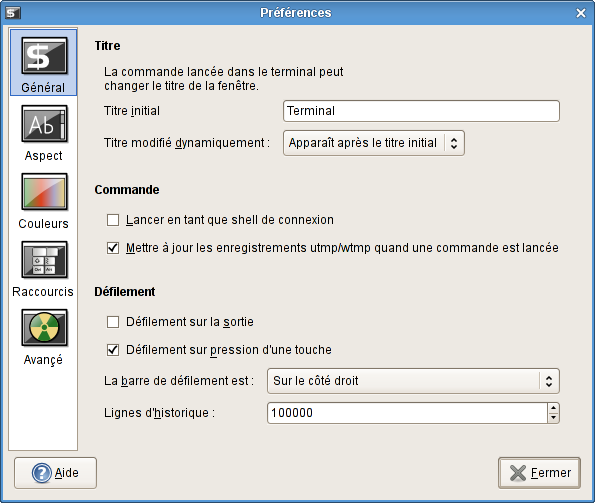 Préférences
$
Général
Ab
Aspect
Couleurs
Raccourcis
Avançé
Titre
La commande lancée dans le terminal peut
changer le titre de la fenêtre.
Titre initial Terminal
Titre modifié dynamiquement : Apparaît après le titre initial
Commande
Lancer en tant que shell de connexion
Mettre à jour les enregistrements utmp/wtmp quand une commande est lancée
Défilement
Défilement sur la sortie
Défilement sur pression d'une touche
La barre de défilement est : Sur le côté droit
Lignes d'historique : 100000
Aide Fermer